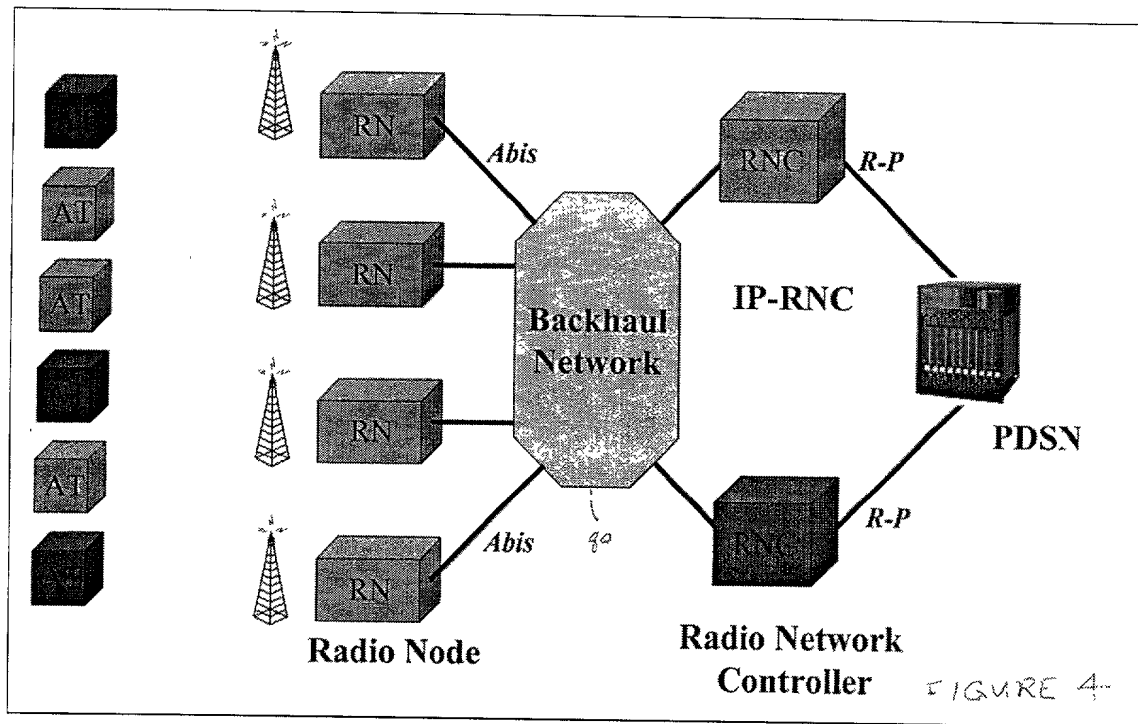 RN
Abis
RNC
R-P
AT
RN
AT
IP-RNC
Backhaul
Network
PDSN
RN
AT
RNC
R-P
Abis
RN
Radio Node
Radio Network
Controller
FIGURE 4